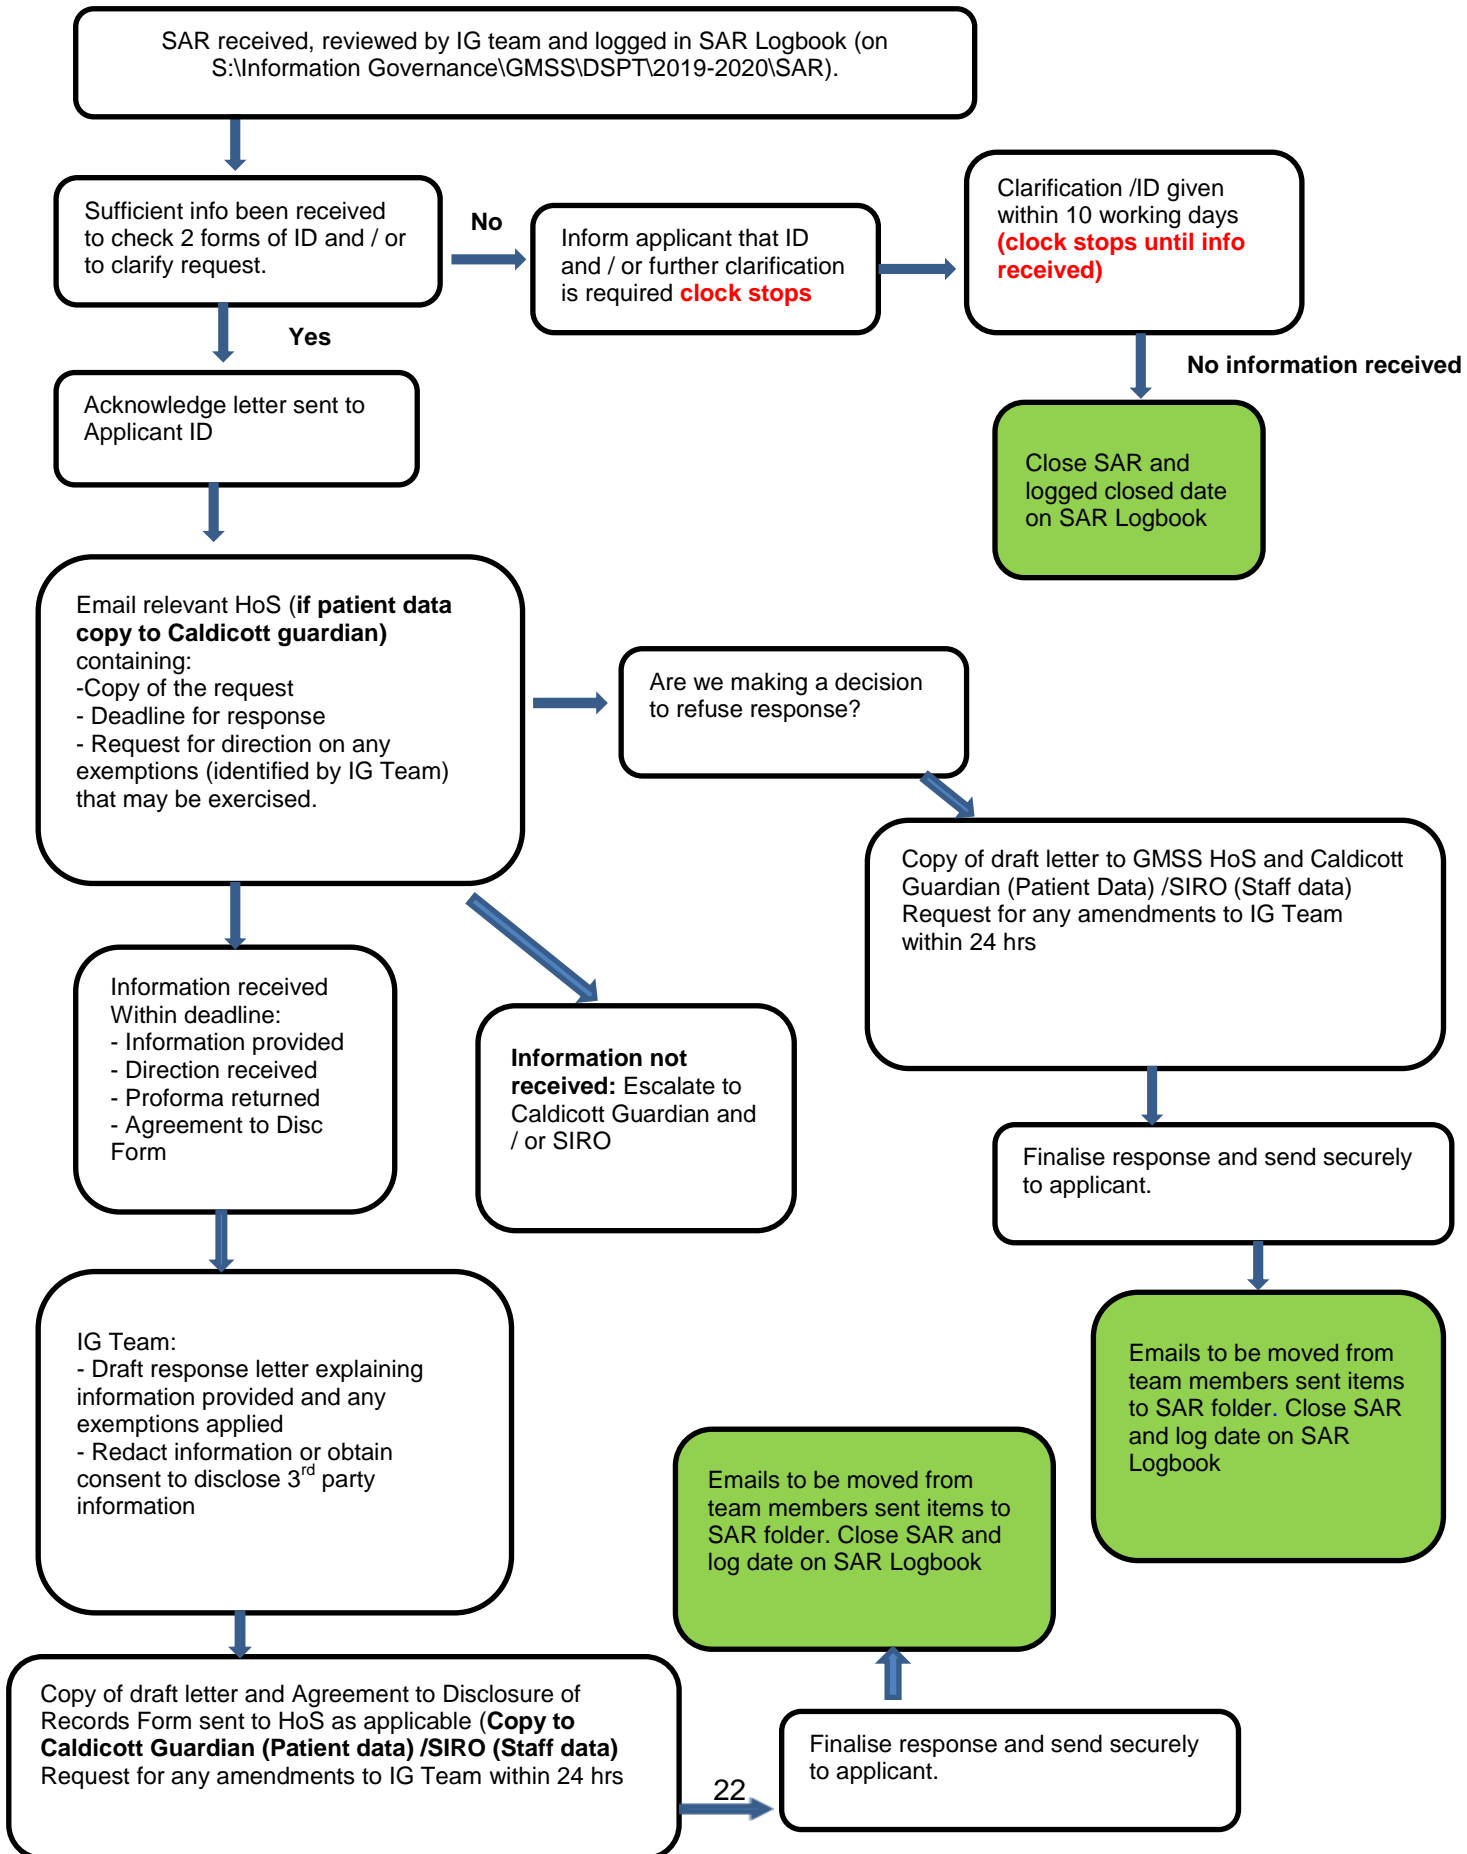 SAR received, reviewed by IG team and logged in SAR Logbook (on
S:\Information Governance\GMSS\DSPT\2019-2020\SAR).
Sufficient info been received
to check 2 forms of ID and / or
to clarify request.
No
Inform applicant that ID
and / or further clarification
is required clock stops
Clarification /ID given
within 10 working days
(clock stops until info
received)
Yes
No information received
Acknowledge letter sent to
Applicant ID
Close SAR and
logged closed date
on SAR Logbook
Email relevant HoS (if patient data
copy to Caldicott guardian)
containing:
-Copy of the request
- Deadline for response
- Request for direction on any
exemptions (identified by IG Team)
that may be exercised.
Are we making a decision
to refuse response?
Copy of draft letter to GMSS HoS and Caldicott
Guardian (Patient Data) /SIRO (Staff data)
Request for any amendments to IG Team
within 24 hrs
Information received
Within deadline:
- Information provided
- Direction received
- Proforma returned
- Agreement to Disc
Form
Information not
received: Escalate to
Caldicott Guardian and
/ or SIRO
Finalise response and send securely
to applicant.
IG Team:
- Draft response letter explaining
information provided and any
exemptions applied
- Redact information or obtain
consent to disclose 3rd party
information
Emails to be moved from
team members sent items
to SAR folder. Close SAR
and log date on SAR
Logbook
Emails to be moved from
team members sent items to
SAR folder. Close SAR and
log date on SAR Logbook
Copy of draft letter and Agreement to Disclosure of
Records Form sent to HoS as applicable (Copy to
Caldicott Guardian (Patient data) /SIRO (Staff data)
Request for any amendments to IG Team within 24 hrs
22
Finalise response and send securely
to applicant.